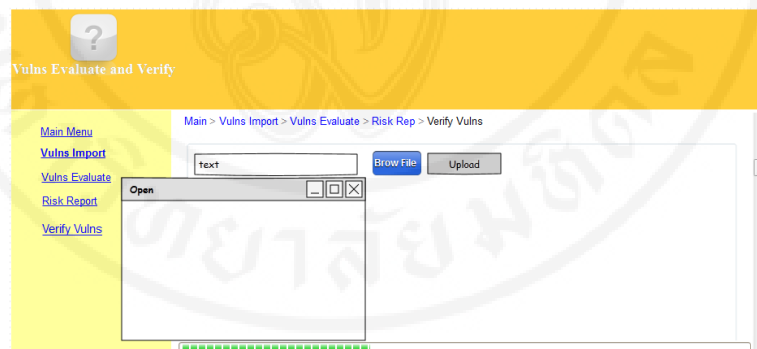 ?
Vulns Evaluate and Verify
Main > Vulns Import > Vulns Evaluate > Risk Rep > Verify Vulns
Main Menu
Vulns Import
Vulns Evaluate
Risk Report
Verify Vulns
text
Brow File
Upload
Open